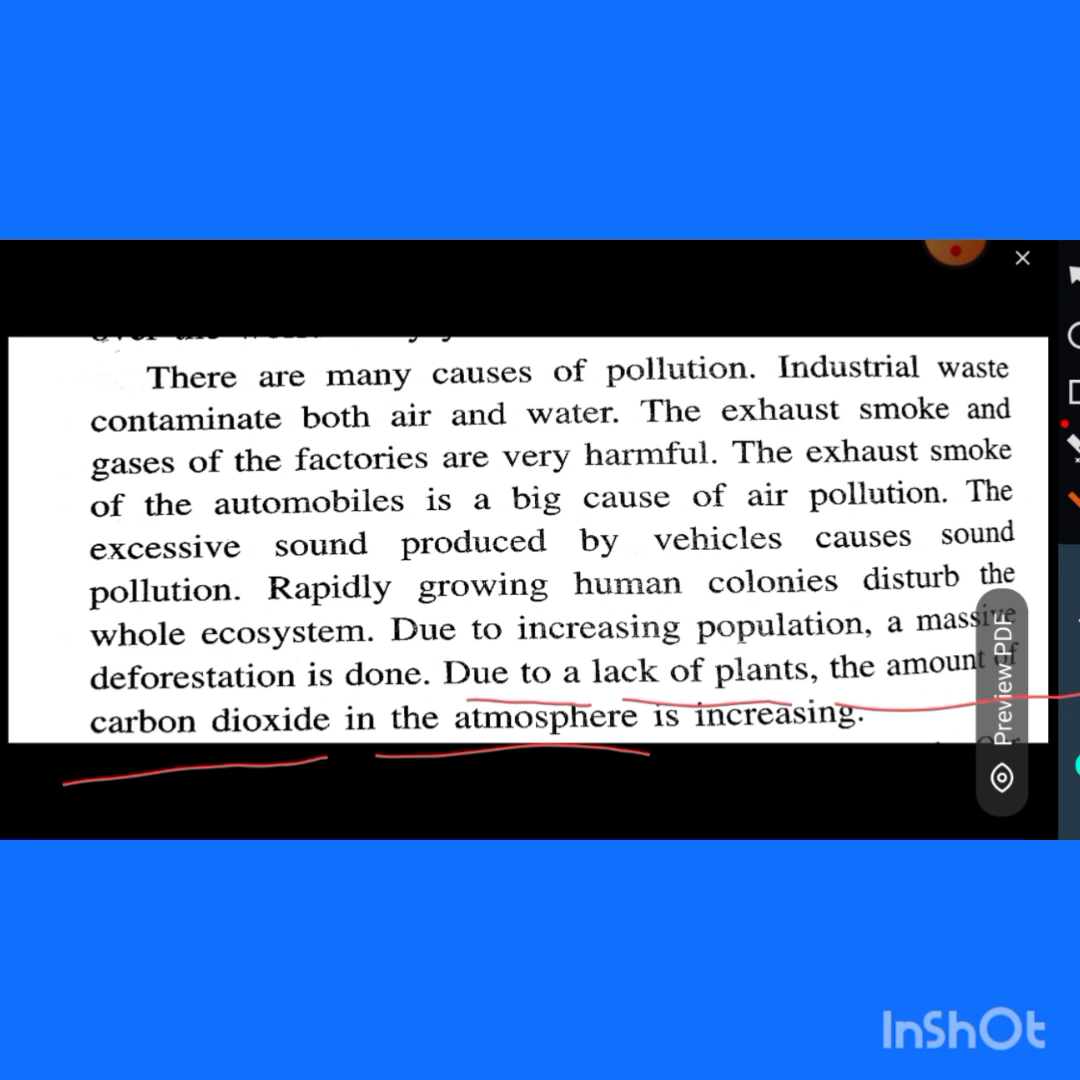 There are many causes of pollution. Industrial waste
contaminate both air and water. The exhaust smoke and
gases of the factories are very harmful. The exhaust smoke
of the automobiles is a big cause of air pollution. The
excessive sound produced by vehicles causes sound
pollution. Rapidly growing human colonies disturb the
whole ecosystem. Due to increasing population, a massive
deforestation is done. Due to a lack of plants, the amount
carbon dioxide in the atmosphere is increasing.
Preview PDF
InShOt